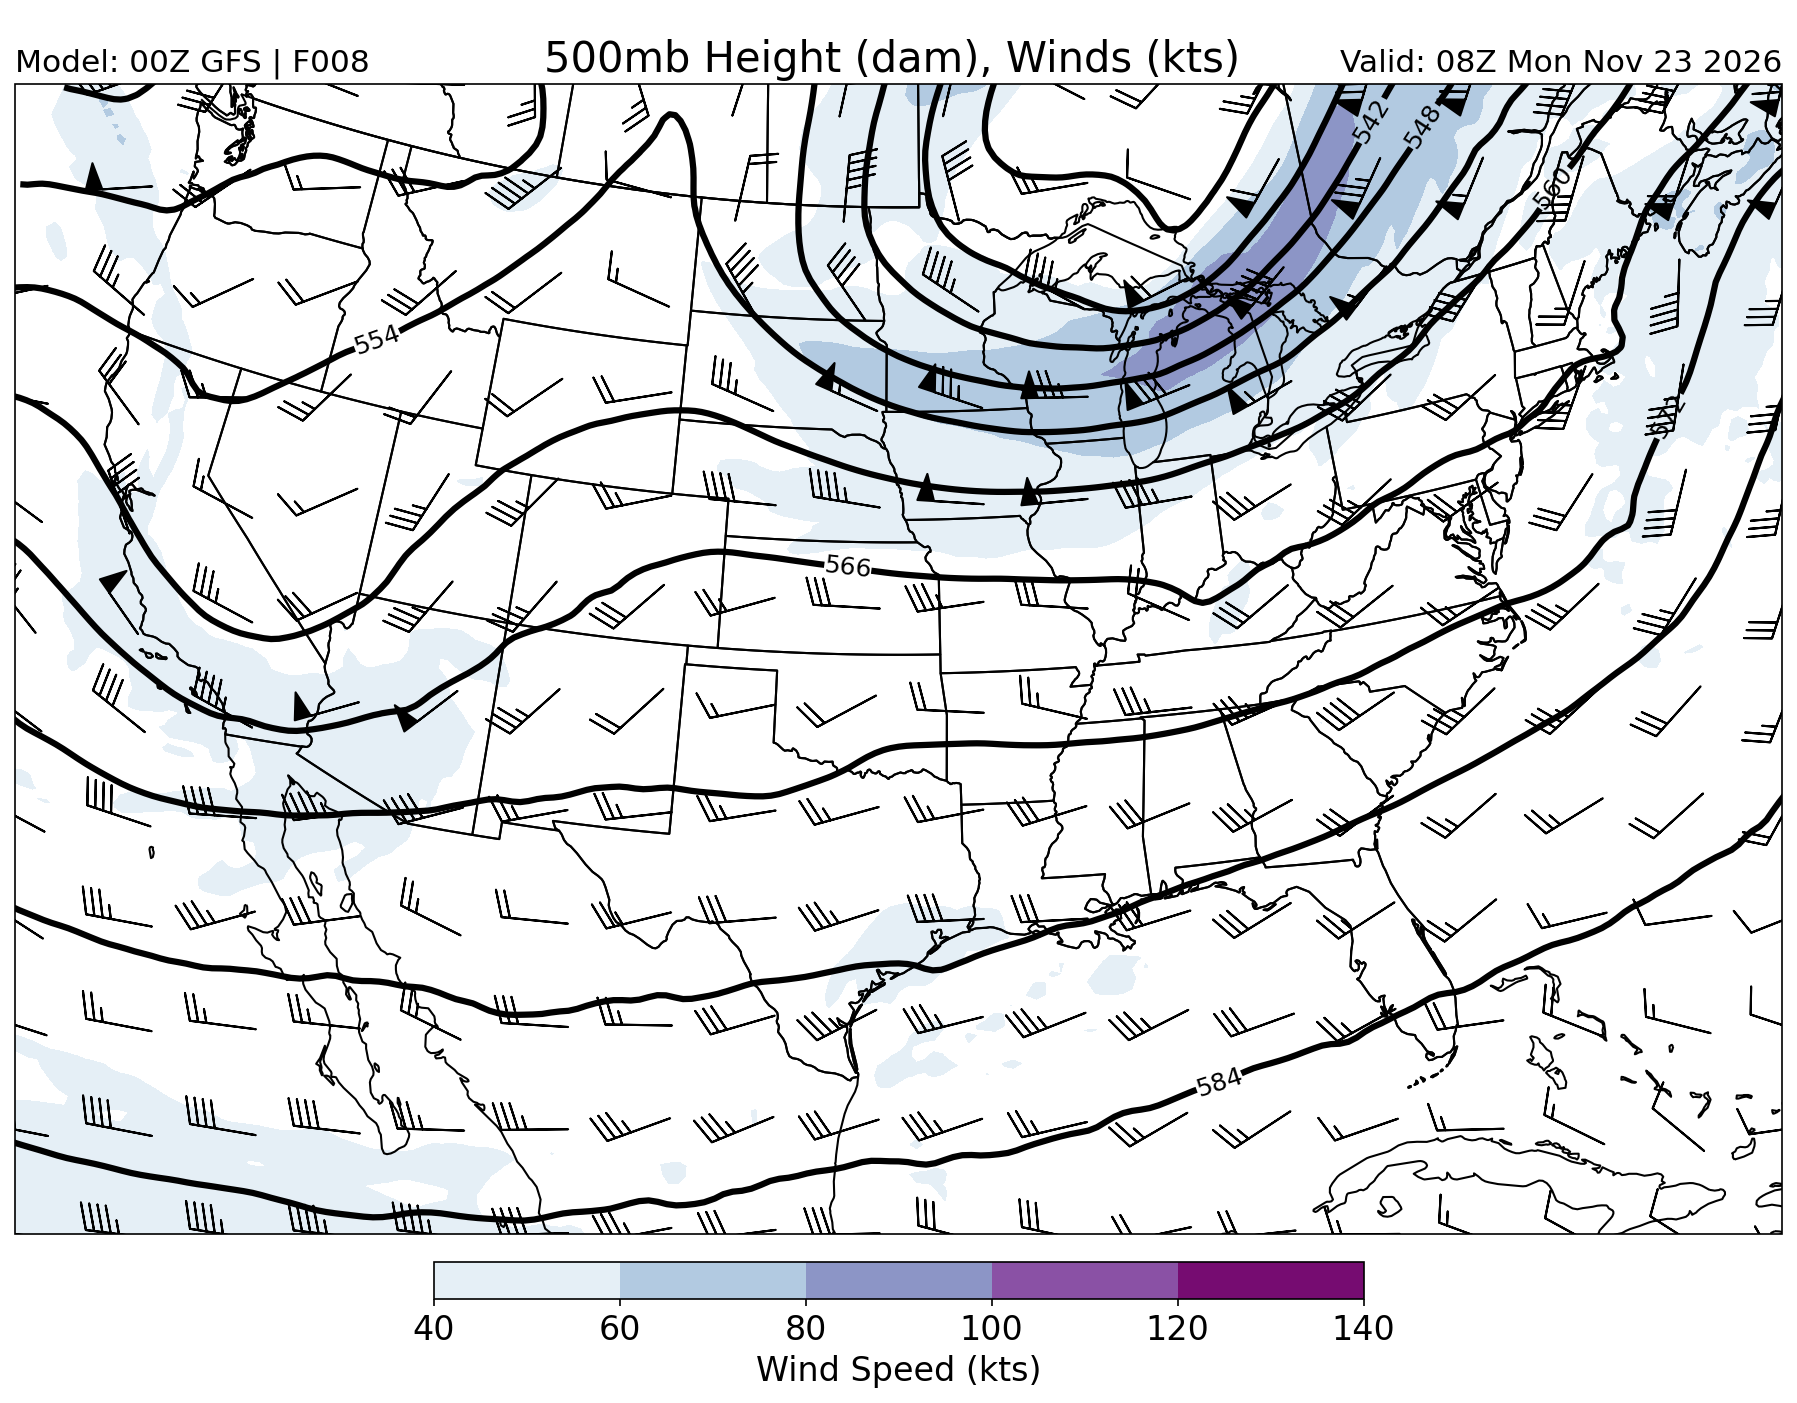 Model: 00Z GFS | F008
500mb Height (dam), Winds (kts)
Valid: 08Z Mon Nov 23 2026
542
548
560
554
572
566
584
40 60 80 100 120 140
Wind Speed (kts)